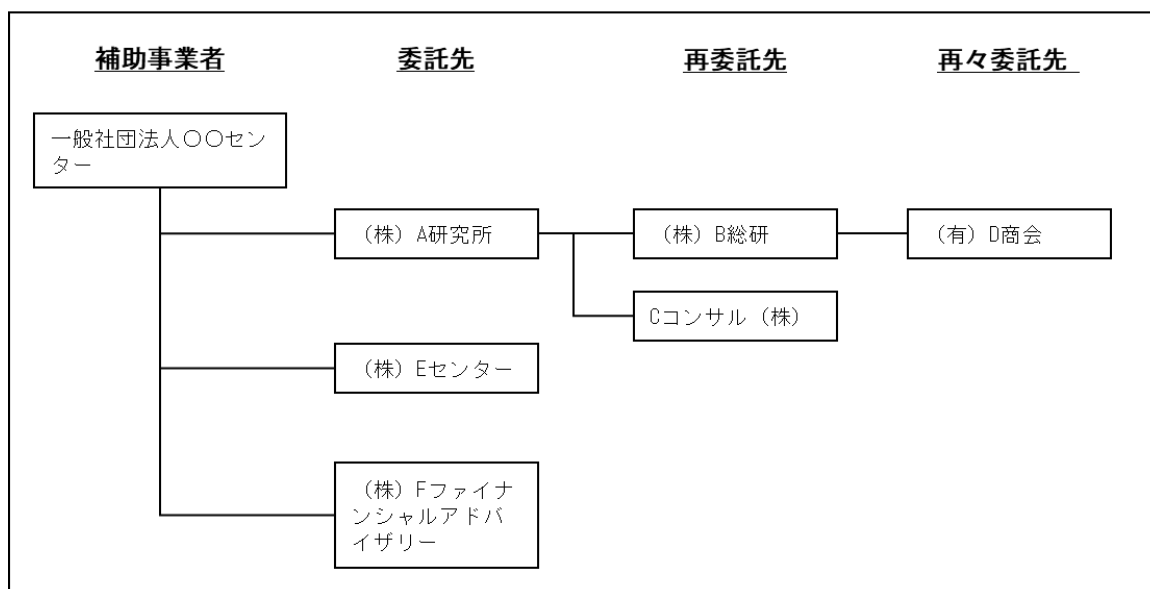 補助事業者 委託先 再委託先 再々委託先
一般社団法人〇〇セン
ター
（株）A研究所
（株）B総研
（有）D商会
Cコンサル（株）
（株）Eセンター
（株）Fファイナ
ンシャルアドバ
イザリー